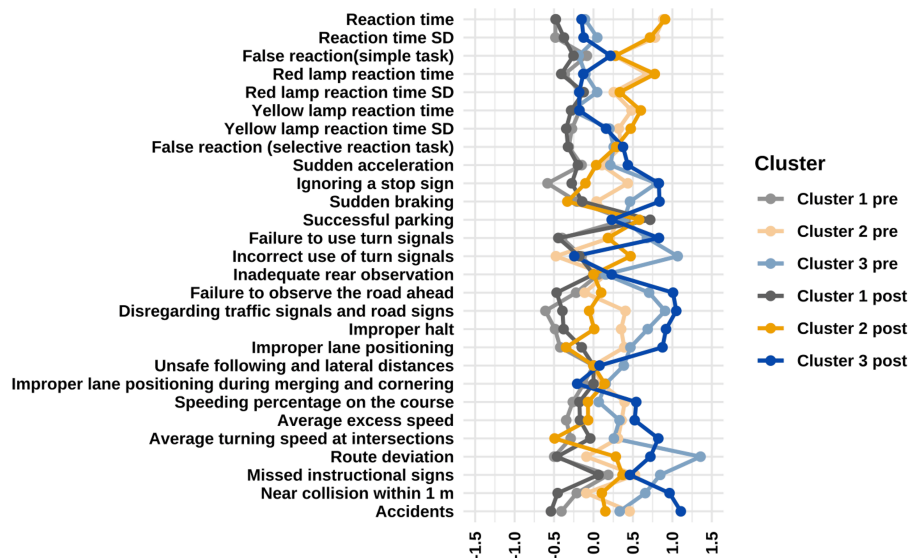 Reaction time
Reaction time SD
False reaction(simple task)
Red lamp reaction time
Red lamp reaction time SD
Yellow lamp reaction time
Yellow lamp reaction time SD
False reaction (selective reaction task)
Sudden acceleration
Ignoring a stop sign
Sudden braking
Successful parking
Failure to use turn signals
Incorrect use of turn signals
Inadequate rear observation
Failure to observe the road ahead
Disregarding traffic signals and road signs
Improper halt
Improper lane positioning
Unsafe following and lateral distances
Improper lane positioning during merging and cornering
Speeding percentage on the course
Average excess speed
Average turning speed at intersections
Route deviation
Missed instructional signs
Near collision within 1 m
Accidents
-1.5 -1.0 -0.5 0.0 0.5 1.0 1.5
Cluster
Cluster 1 pre
Cluster 2 pre
Cluster 3 pre
Cluster 1 post
Cluster 2 post
Cluster 3 post